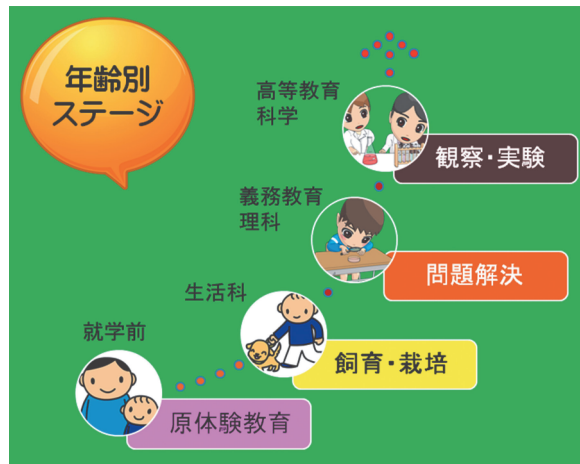 年齢別
ステージ
高等教育
科学
観察・実験
義務教育
理科
問題解決
生活科
飼育・栽培
就学前
原体験教育